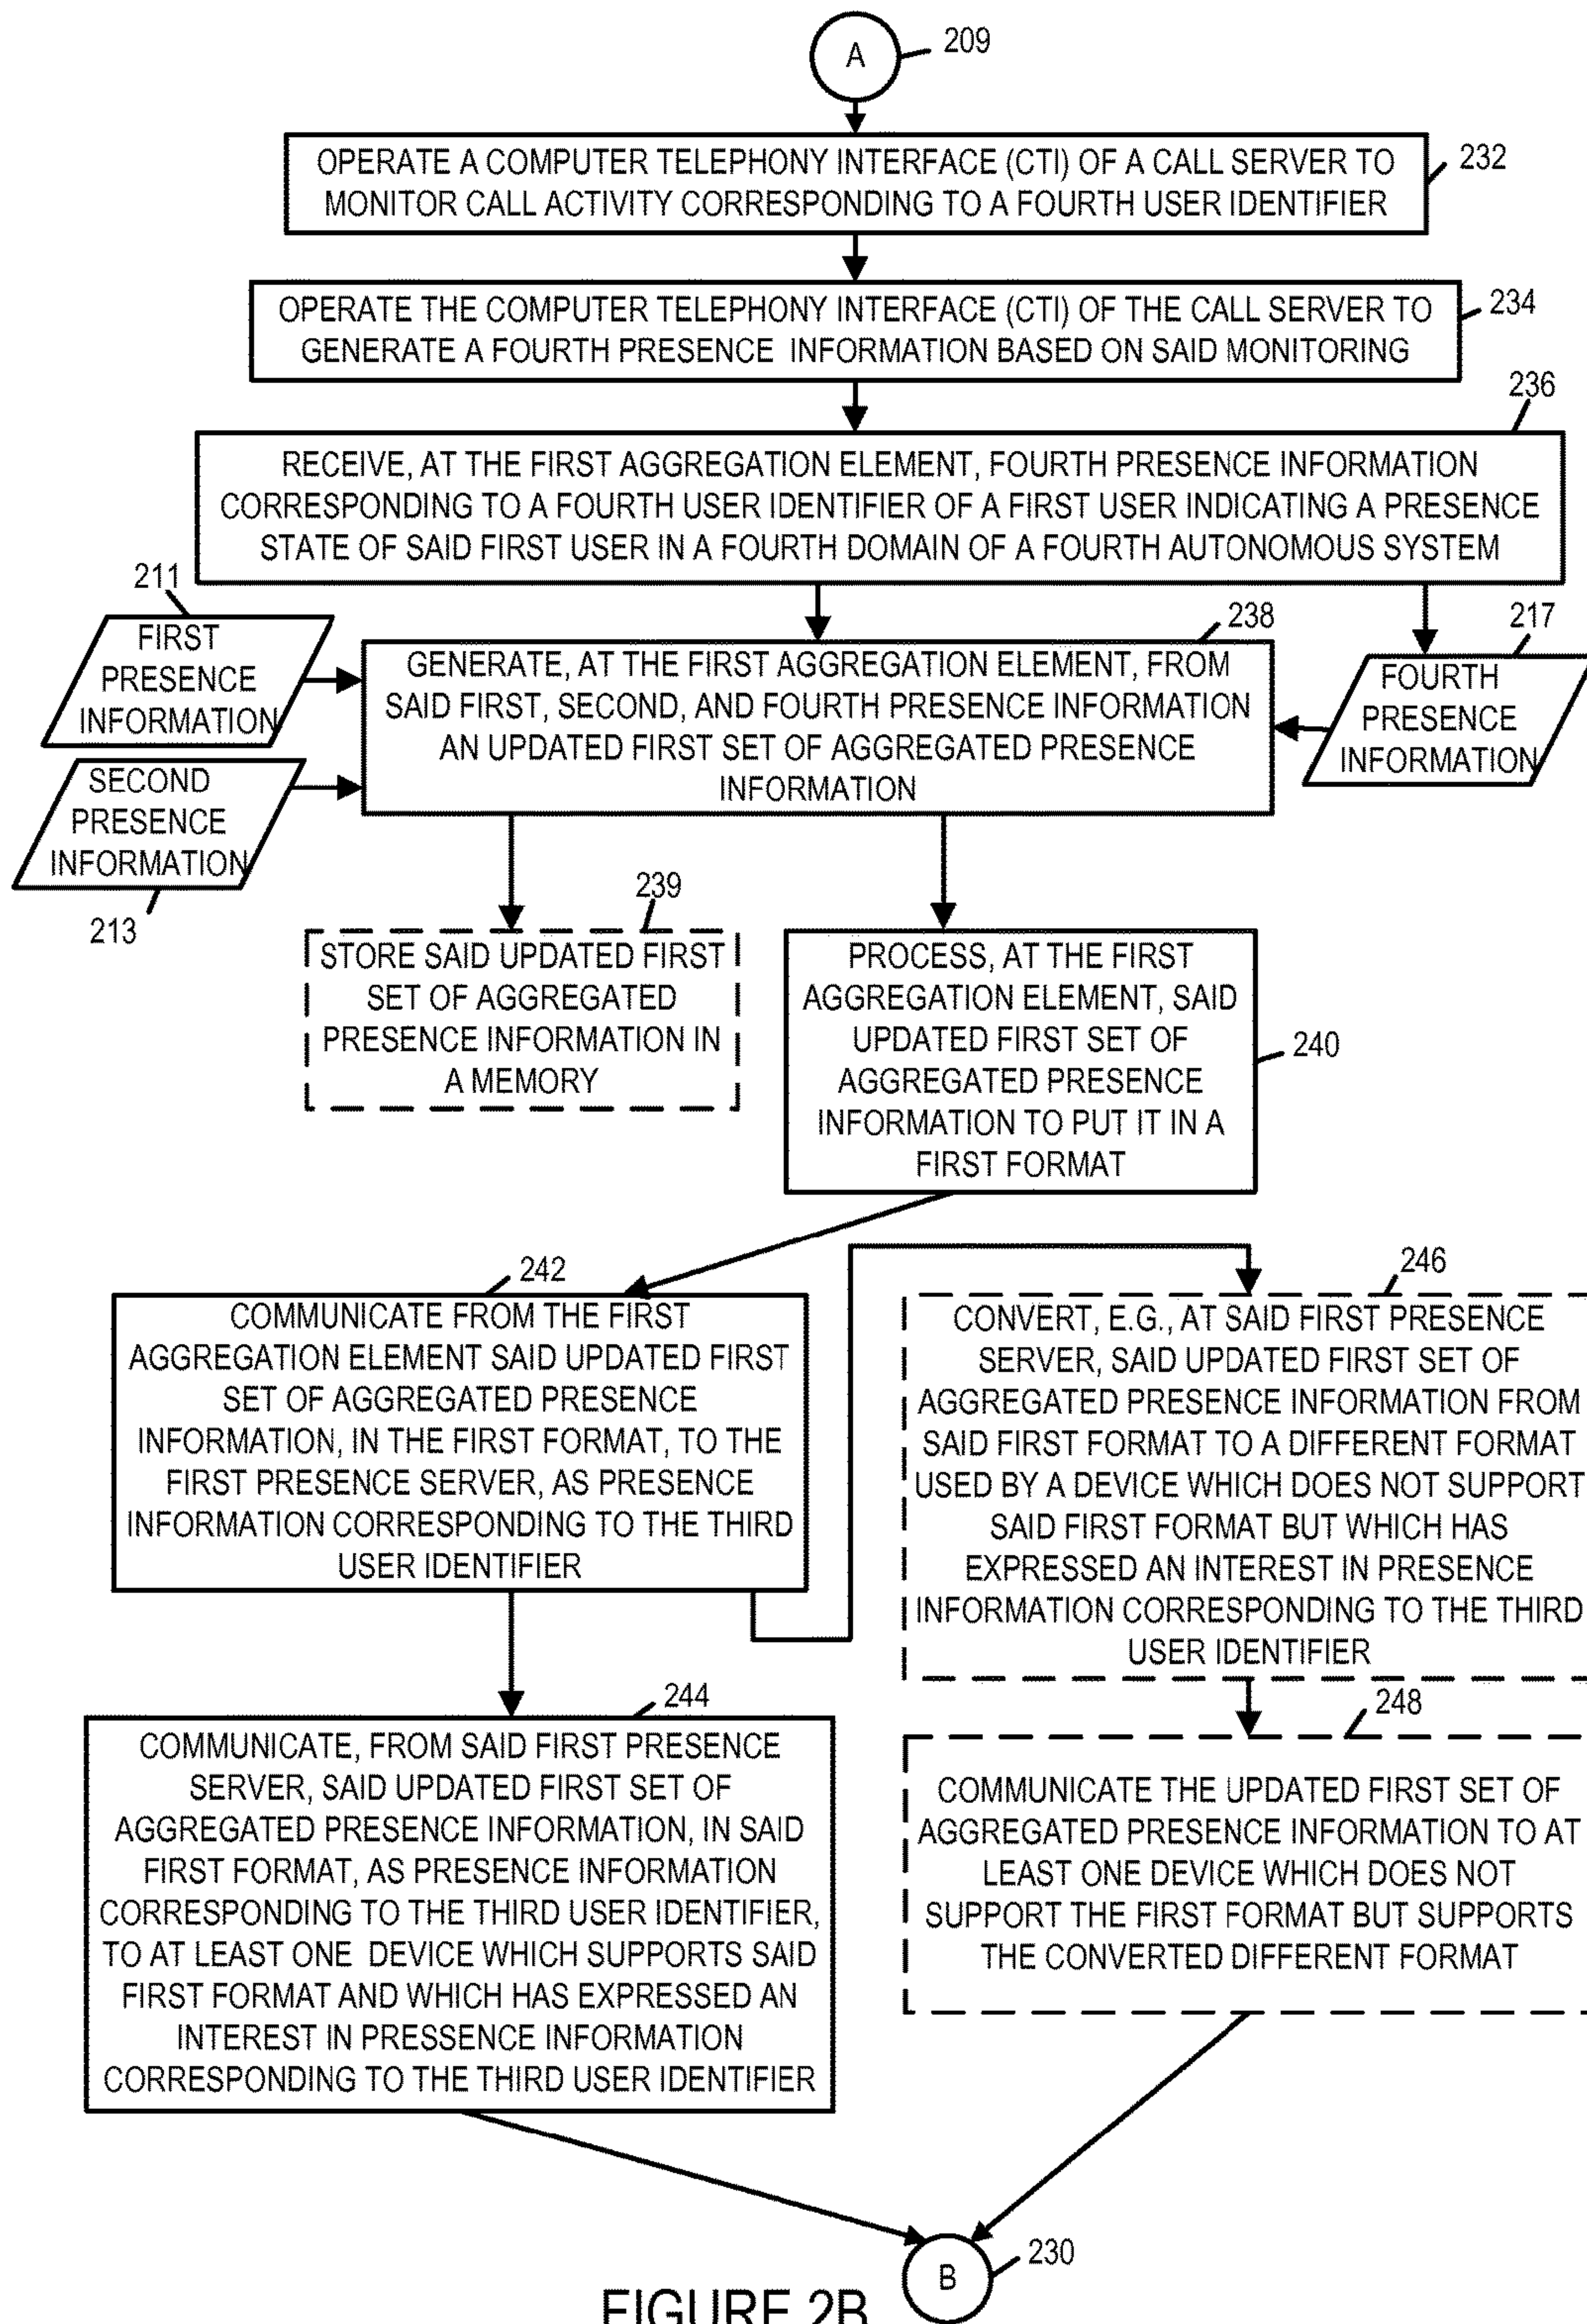 A
209
OPERATE A COMPUTER TELEPHONY INTERFACE (CTI) OF A CALL SERVER TO
MONITOR CALL ACTIVITY CORRESPONDING TO A FOURTH USER IDENTIFIER
232
OPERATE THE COMPUTER TELEPHONY INTERFACE (CTI) OF THE CALL SERVER TO
GENERATE A FOURTH PRESENCE INFORMATION BASED ON SAID MONITORING
234
236
RECEIVE, AT THE FIRST AGGREGATION ELEMENT, FOURTH PRESENCE INFORMATION
CORRESPONDING TO A FOURTH USER IDENTIFIER OF A FIRST USER INDICATING A PRESENCE
STATE OF SAID FIRST USER IN A FOURTH DOMAIN OF A FOURTH AUTONOMOUS SYSTEM
211
FIRST
PRESENCE
INFORMATION
238
GENERATE, AT THE FIRST AGGREGATION ELEMENT, FROM
SAID FIRST, SECOND, AND FOURTH PRESENCE INFORMATION
AN UPDATED FIRST SET OF AGGREGATED PRESENCE
INFORMATION
217
FOURTH
PRESENCE
INFORMATION
SECOND
PRESENCE
INFORMATION
213
239
STORE SAID UPDATED FIRST
SET OF AGGREGATED
PRESENCE INFORMATION IN
A MEMORY
PROCESS, AT THE FIRST
AGGREGATION ELEMENT, SAID
UPDATED FIRST SET OF
AGGREGATED PRESENCE
INFORMATION TO PUT IT IN A
FIRST FORMAT
240
242
COMMUNICATE FROM THE FIRST
AGGREGATION ELEMENT SAID UPDATED FIRST
SET OF AGGREGATED PRESENCE
INFORMATION, IN THE FIRST FORMAT, TO THE
FIRST PRESENCE SERVER, AS PRESENCE
INFORMATION CORRESPONDING TO THE THIRD
USER IDENTIFIER
246
CONVERT, E.G., AT SAID FIRST PRESENCE
SERVER, SAID UPDATED FIRST SET OF
AGGREGATED PRESENCE INFORMATION FROM
SAID FIRST FORMAT TO A DIFFERENT FORMAT
USED BY A DEVICE WHICH DOES NOT SUPPORT
SAID FIRST FORMAT BUT WHICH HAS
EXPRESSED AN INTEREST IN PRESENCE
INFORMATION CORRESPONDING TO THE THIRD
USER IDENTIFIER
244
COMMUNICATE, FROM SAID FIRST PRESENCE
SERVER, SAID UPDATED FIRST SET OF
AGGREGATED PRESENCE INFORMATION, IN SAID
FIRST FORMAT, AS PRESENCE INFORMATION
CORRESPONDING TO THE THIRD USER IDENTIFIER,
TO AT LEAST ONE DEVICE WHICH SUPPORTS SAID
FIRST FORMAT AND WHICH HAS EXPRESSED AN
INTEREST IN PRESSENCE INFORMATION
CORRESPONDING TO THE THIRD USER IDENTIFIER
248
COMMUNICATE THE UPDATED FIRST SET OF
AGGREGATED PRESENCE INFORMATION TO AT
LEAST ONE DEVICE WHICH DOES NOT
SUPPORT THE FIRST FORMAT BUT SUPPORTS
THE CONVERTED DIFFERENT FORMAT
B
230
FIGURE 2B